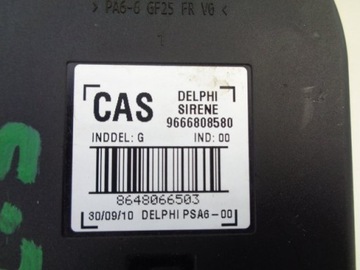 > PA6-G GF25 FR V0 <
CAS
DELPHI
SIRENE
9666808580
INDDEL: G IND: 00
8648066503
30/09/10 DELPHI PSA6-00